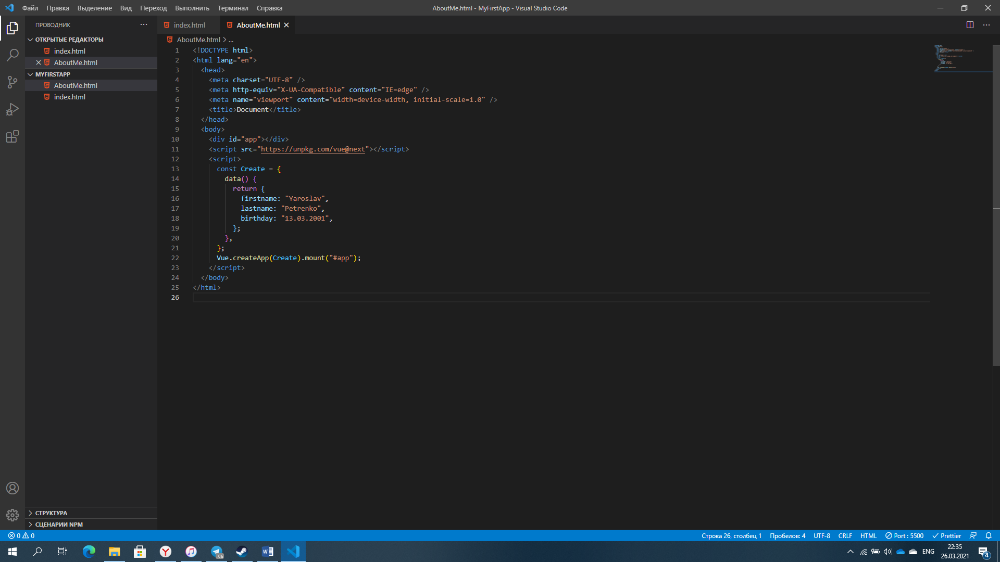 Файл Правка Выделение Вид Переход Выполнить Терминал Справка
AboutMe.html - MyFirstApp - Visual Studio Code
ПРОВОДНИК
ОТКРЫТЫЕ РЕДАКТОРЫ
index.html
AboutMe.html
MYFIRSTAPP
AboutMe.html
index.html
СТРУКТУРА
СЦЕНАРИИ NPM
index.html AboutMe.html
AboutMe.html > ...
1 <!DOCTYPE html>
2 <html lang="en">
3 <head>
4 <meta charset="UTF-8" />
5 <meta http-equiv="X-UA-Compatible" content="IE=edge" />
6 <meta name="viewport" content="width=device-width, initial-scale=1.0" />
7 <title>Document</title>
8 </head>
9 <body>
10 <div id="app"></div>
11 <script src="https://unpkg.com/vue@next"></script>
12 <script>
13 const Create = {
14 data() {
15 return {
16 firstname: "Yaroslav",
17 lastname: "Petrenko",
18 birthday: "13.03.2001",
19 };
20 },
21 };
22 Vue.createApp(Create).mount("#app");
23 </script>
24 </body>
25 </html>
26
0 0
Строка 26, столбец 1 Пробелов: 4 UTF-8 CRLF HTML Port : 5500 Prettier
.06
ENG
22:35
26.03.2021
4